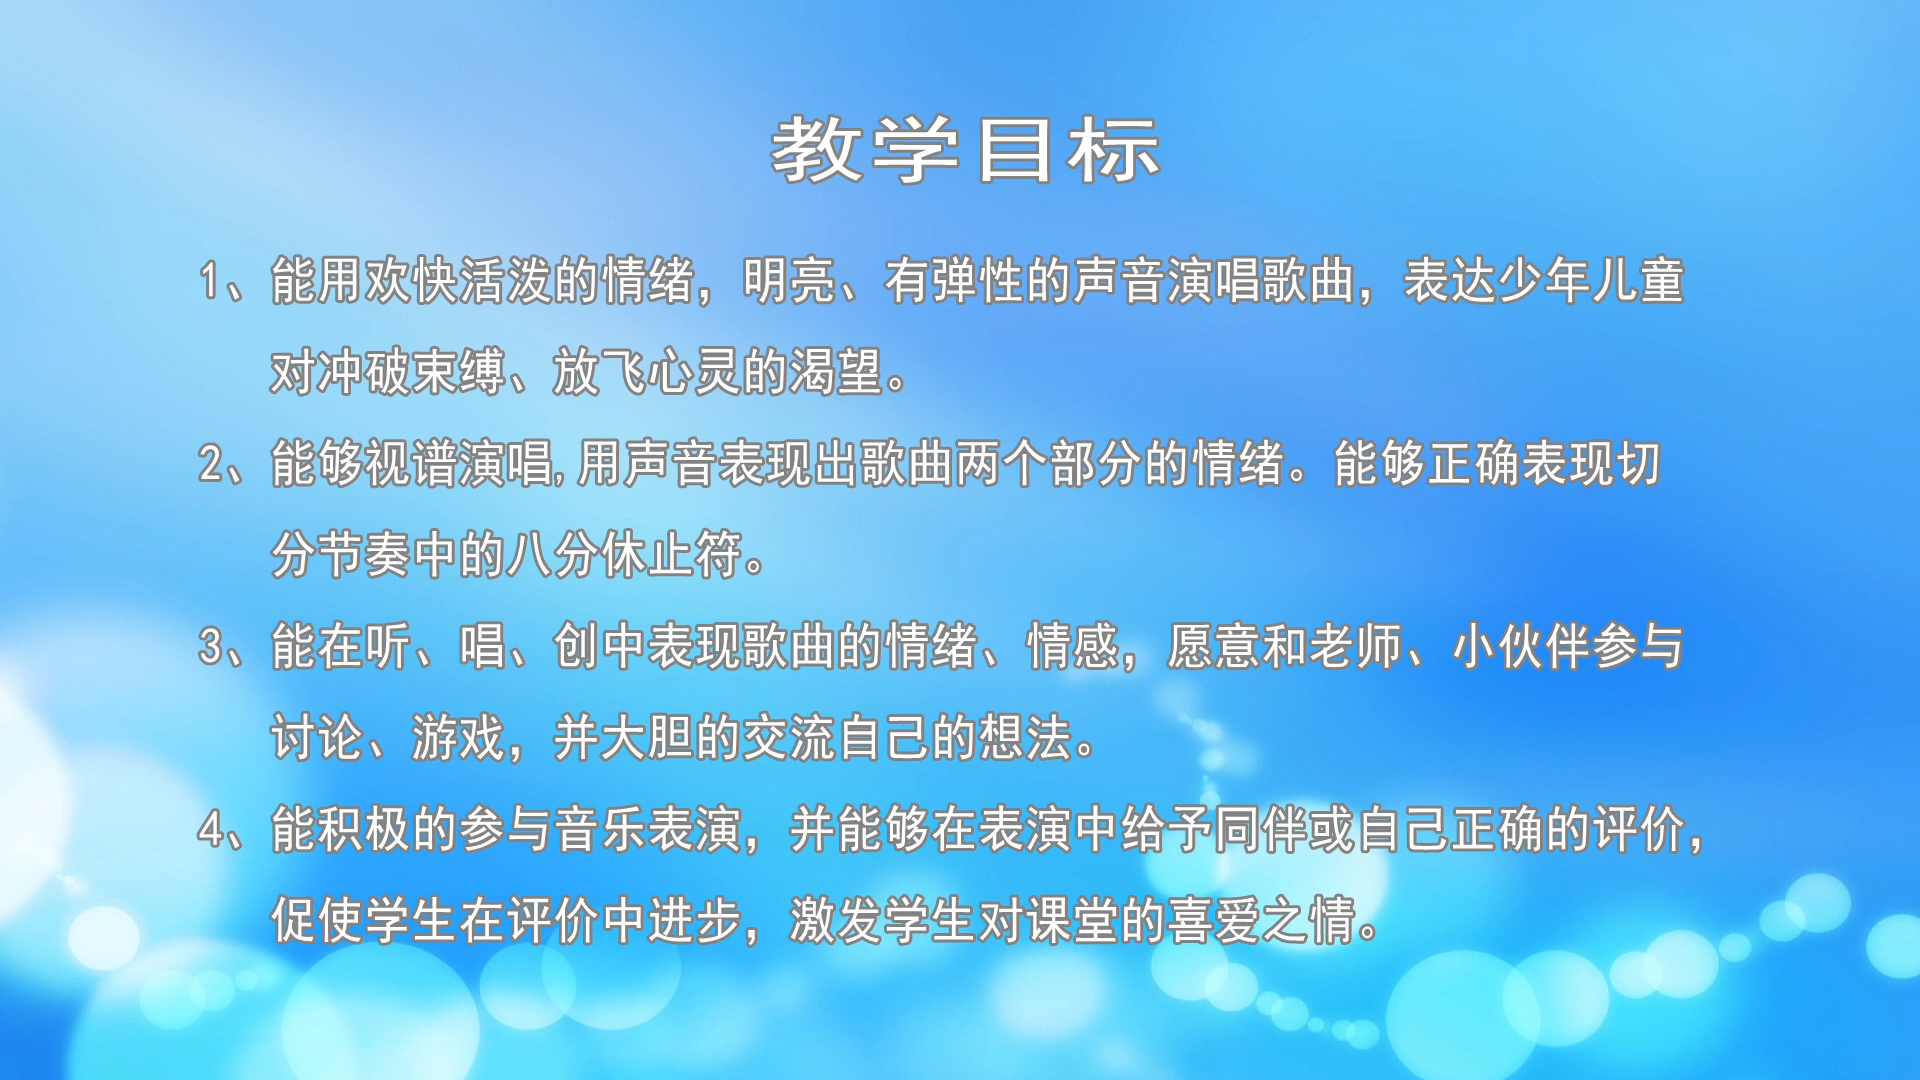 教学目标
1、能用欢快活泼的情绪，明亮、有弹性的声音演唱歌曲，表达少年儿童
对冲破束缚、放飞心灵的渴望。
2、能够视谱演唱,用声音表现出歌曲两个部分的情绪。能够正确表现切
分节奏中的八分休止符。
3、能在听、唱、创中表现歌曲的情绪、情感，愿意和老师、小伙伴参与
讨论、游戏，并大胆的交流自己的想法。
4、能积极的参与音乐表演，并能够在表演中给予同伴或自己正确的评价，
促使学生在评价中进步，激发学生对课堂的喜爱之情。